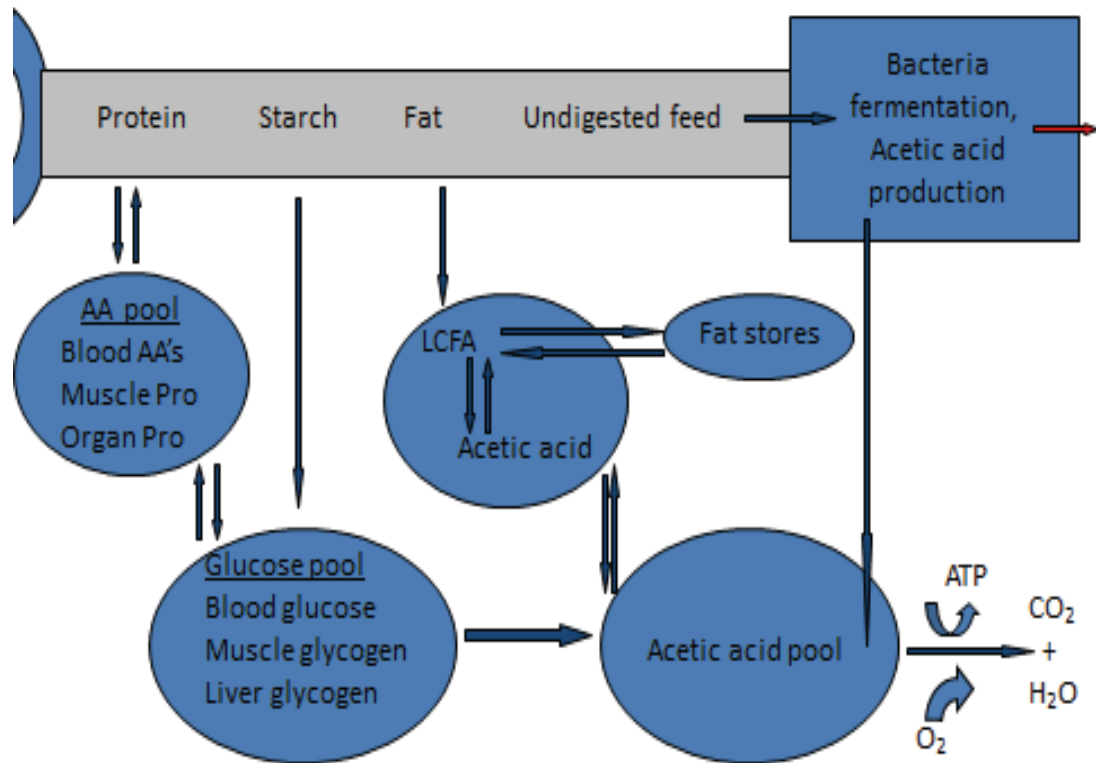 Protein
Starch
Fat
Undigested feed
Bacteria
fermentation,
Acetic acid
production
AA pool
Blood AA's
Muscle Pro
Organ Pro
LCFA
Acetic acid
Fat stores
Glucose pool
Blood glucose
Muscle glycogen
Liver glycogen
Acetic acid pool
ATP
O₂
CO₂
+
H₂O